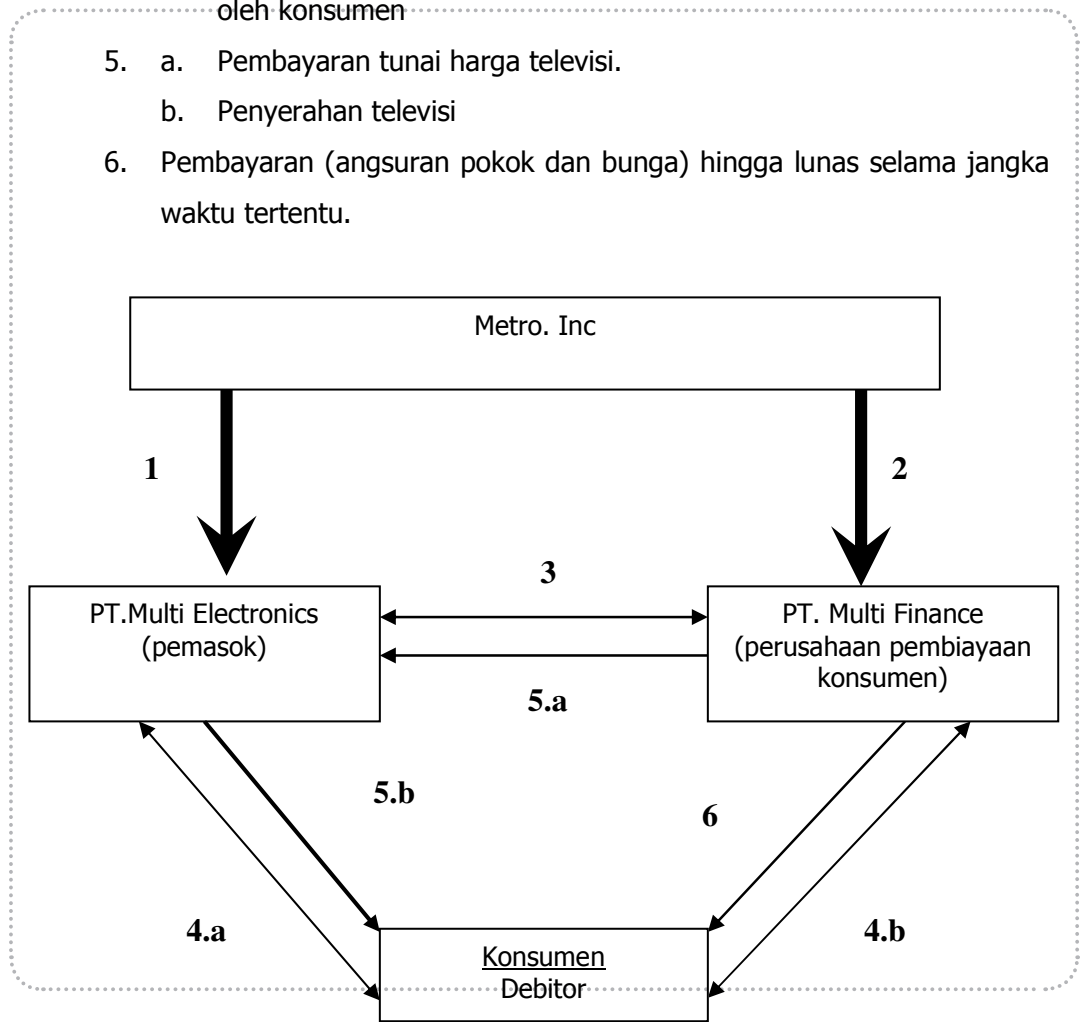 oleh konsumen
5. a. Pembayaran tunai harga televisi.
b. Penyerahan televisi
6. Pembayaran (angsuran pokok dan bunga) hingga lunas selama jangka
waktu tertentu.
Metro. Inc
1
2
3
PT.Multi Electronics
(pemasok)
PT. Multi Finance
(perusahaan pembiayaan
konsumen)
5.a
5.b
6
4.a
4.b
Konsumen
Debitor